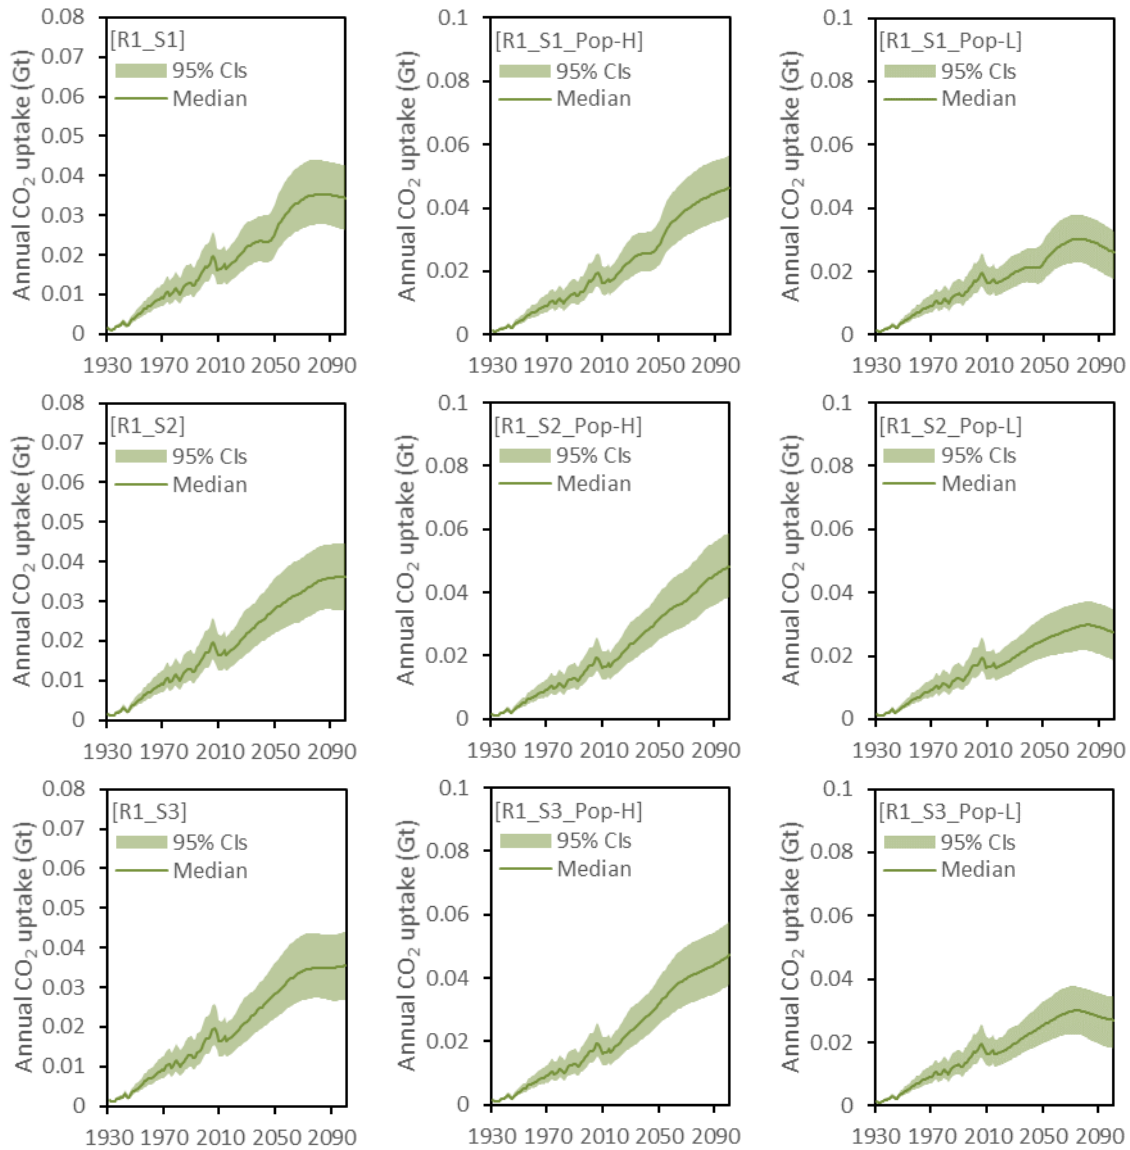 Annual CO2 uptake (Gt)
0.08
0.07
0.06
0.05
0.04
0.03
0.02
0.01
0
[R1_S1]
95% CIs
Median
1930 1970 2010 2050 2090
Annual CO2 uptake (Gt)
0.1
0.08
0.06
0.04
0.02
0
[R1_S1_Pop-H]
95% CIs
Median
1930 1970 2010 2050 2090
Annual CO2 uptake (Gt)
0.1
0.08
0.06
0.04
0.02
0
[R1_S1_Pop-L]
95% CIs
Median
1930 1970 2010 2050 2090
Annual CO2 uptake (Gt)
0.08
0.07
0.06
0.05
0.04
0.03
0.02
0.01
0
[R1_S2]
95% CIs
Median
1930 1970 2010 2050 2090
Annual CO2 uptake (Gt)
0.1
0.08
0.06
0.04
0.02
0
[R1_S2_Pop-H]
95% CIs
Median
1930 1970 2010 2050 2090
Annual CO2 uptake (Gt)
0.1
0.08
0.06
0.04
0.02
0
[R1_S2_Pop-L]
95% CIs
Median
1930 1970 2010 2050 2090
Annual CO2 uptake (Gt)
0.08
0.07
0.06
0.05
0.04
0.03
0.02
0.01
0
[R1_S3]
95% CIs
Median
1930 1970 2010 2050 2090
Annual CO2 uptake (Gt)
0.1
0.08
0.06
0.04
0.02
0
[R1_S3_Pop-H]
95% CIs
Median
1930 1970 2010 2050 2090
Annual CO2 uptake (Gt)
0.1
0.08
0.06
0.04
0.02
0
[R1_S3_Pop-L]
95% CIs
Median
1930 1970 2010 2050 2090